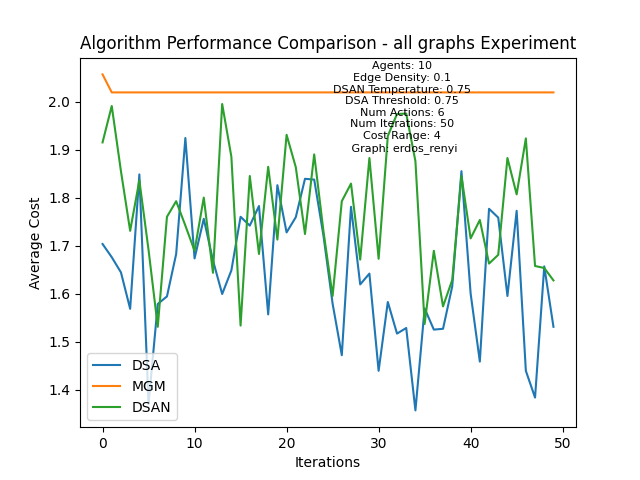 Algorithm Performance Comparison - all graphs Experiment
Agents: 10
Edge Density: 0.1
DSAN Temperature: 0.75
DSA Threshold: 0.75
Num Actions: 6
Num Iterations: 50
Cost Range: 4
Graph: erdos_renyi
Average Cost
2.0
1.9
1.8
1.7
1.6
1.5
1.4
DSA
MGM
DSAN
0 10 20 30 40 50
Iterations